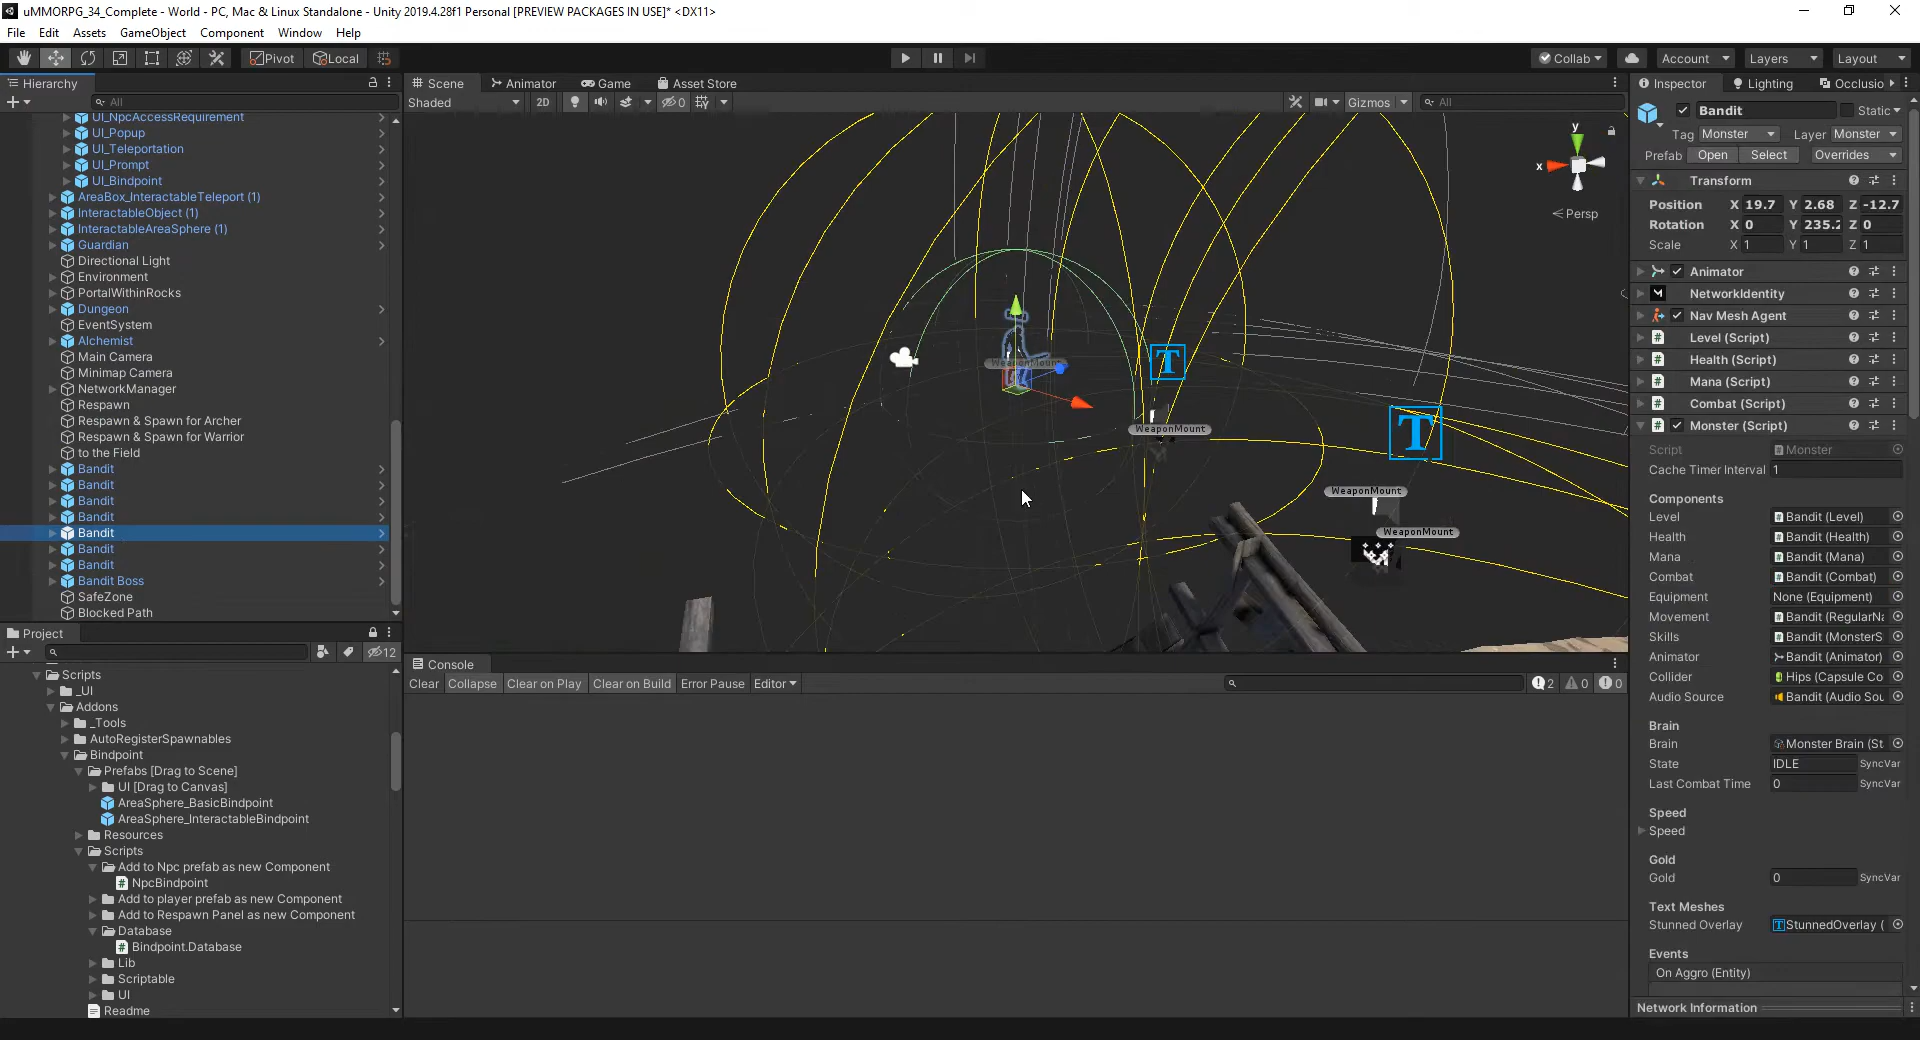 uMMORPG_34_Complete - World - PC, Mac & Linux Standalone - Unity 2019.4.28f1 Personal [PREVIEW PACKAGES IN USE]* <DX11>
File Edit Assets GameObject Component Window Help
Pivot Local Collab Account Layers Layout
Hierarchy
All
UI_NpcAccessRequirement
UI_Popup
UI_Teleportation
UI_Prompt
UI_Bindpoint
AreaBox_InteractableTeleport (1)
InteractableObject (1)
InteractableAreaSphere (1)
Guardian
Directional Light
Environment
PortalWithinRocks
Dungeon
EventSystem
Alchemist
Main Camera
Minimap Camera
NetworkManager
Respawn
Respawn & Spawn for Archer
Respawn & Spawn for Warrior
to the Field
Bandit
Bandit
Bandit
Bandit
Bandit
Bandit
Bandit
Bandit Boss
SafeZone
Blocked Path
Project
12
Scripts
_UI
Addons
_Tools
AutoRegisterSpawnables
Bindpoint
Prefabs [Drag to Scene]
UI [Drag to Canvas]
AreaSphere_BasicBindpoint
AreaSphere_InteractableBindpoint
Resources
Scripts
Add to Npc prefab as new Component
NpcBindpoint
Add to player prefab as new Component
Add to Respawn Panel as new Component
Database
Bindpoint.Database
Lib
Scriptable
UI
Readme
Scene Animator Game Asset Store
Shaded 2D 0 Gizmos All
y
x
Persp
WeaponMount
T
WeaponMount
T
WeaponMount
WeaponMount
Console
Clear Collapse Clear on Play Clear on Build Error Pause Editor 2 0 0
Inspector Lighting Occlusio
Bandit Static
Tag Monster Layer Monster
Prefab Open Select Overrides
Transform
Position X 19.7 Y 2.68 Z -12.7
Rotation X 0 Y 235.2 Z 0
Scale X 1 Y 1 Z 1
Animator
NetworkIdentity
Nav Mesh Agent
Level (Script)
Health (Script)
Mana (Script)
Combat (Script)
Monster (Script)
Script Monster
Cache Timer Interval 1
Components
Level Bandit (Level)
Health Bandit (Health)
Mana Bandit (Mana)
Combat Bandit (Combat)
Equipment None (Equipment)
Movement Bandit (RegularNa
Skills Bandit (MonsterS
Animator Bandit (Animator)
Collider Hips (Capsule Co
Audio Source Bandit (Audio Sou
Brain
Brain Monster Brain (St
State IDLE SyncVar
Last Combat Time 0 SyncVar
Speed
Speed
Gold
Gold 0 SyncVar
Text Meshes
Stunned Overlay StunnedOverlay (
Events
On Aggro (Entity)
Network Information